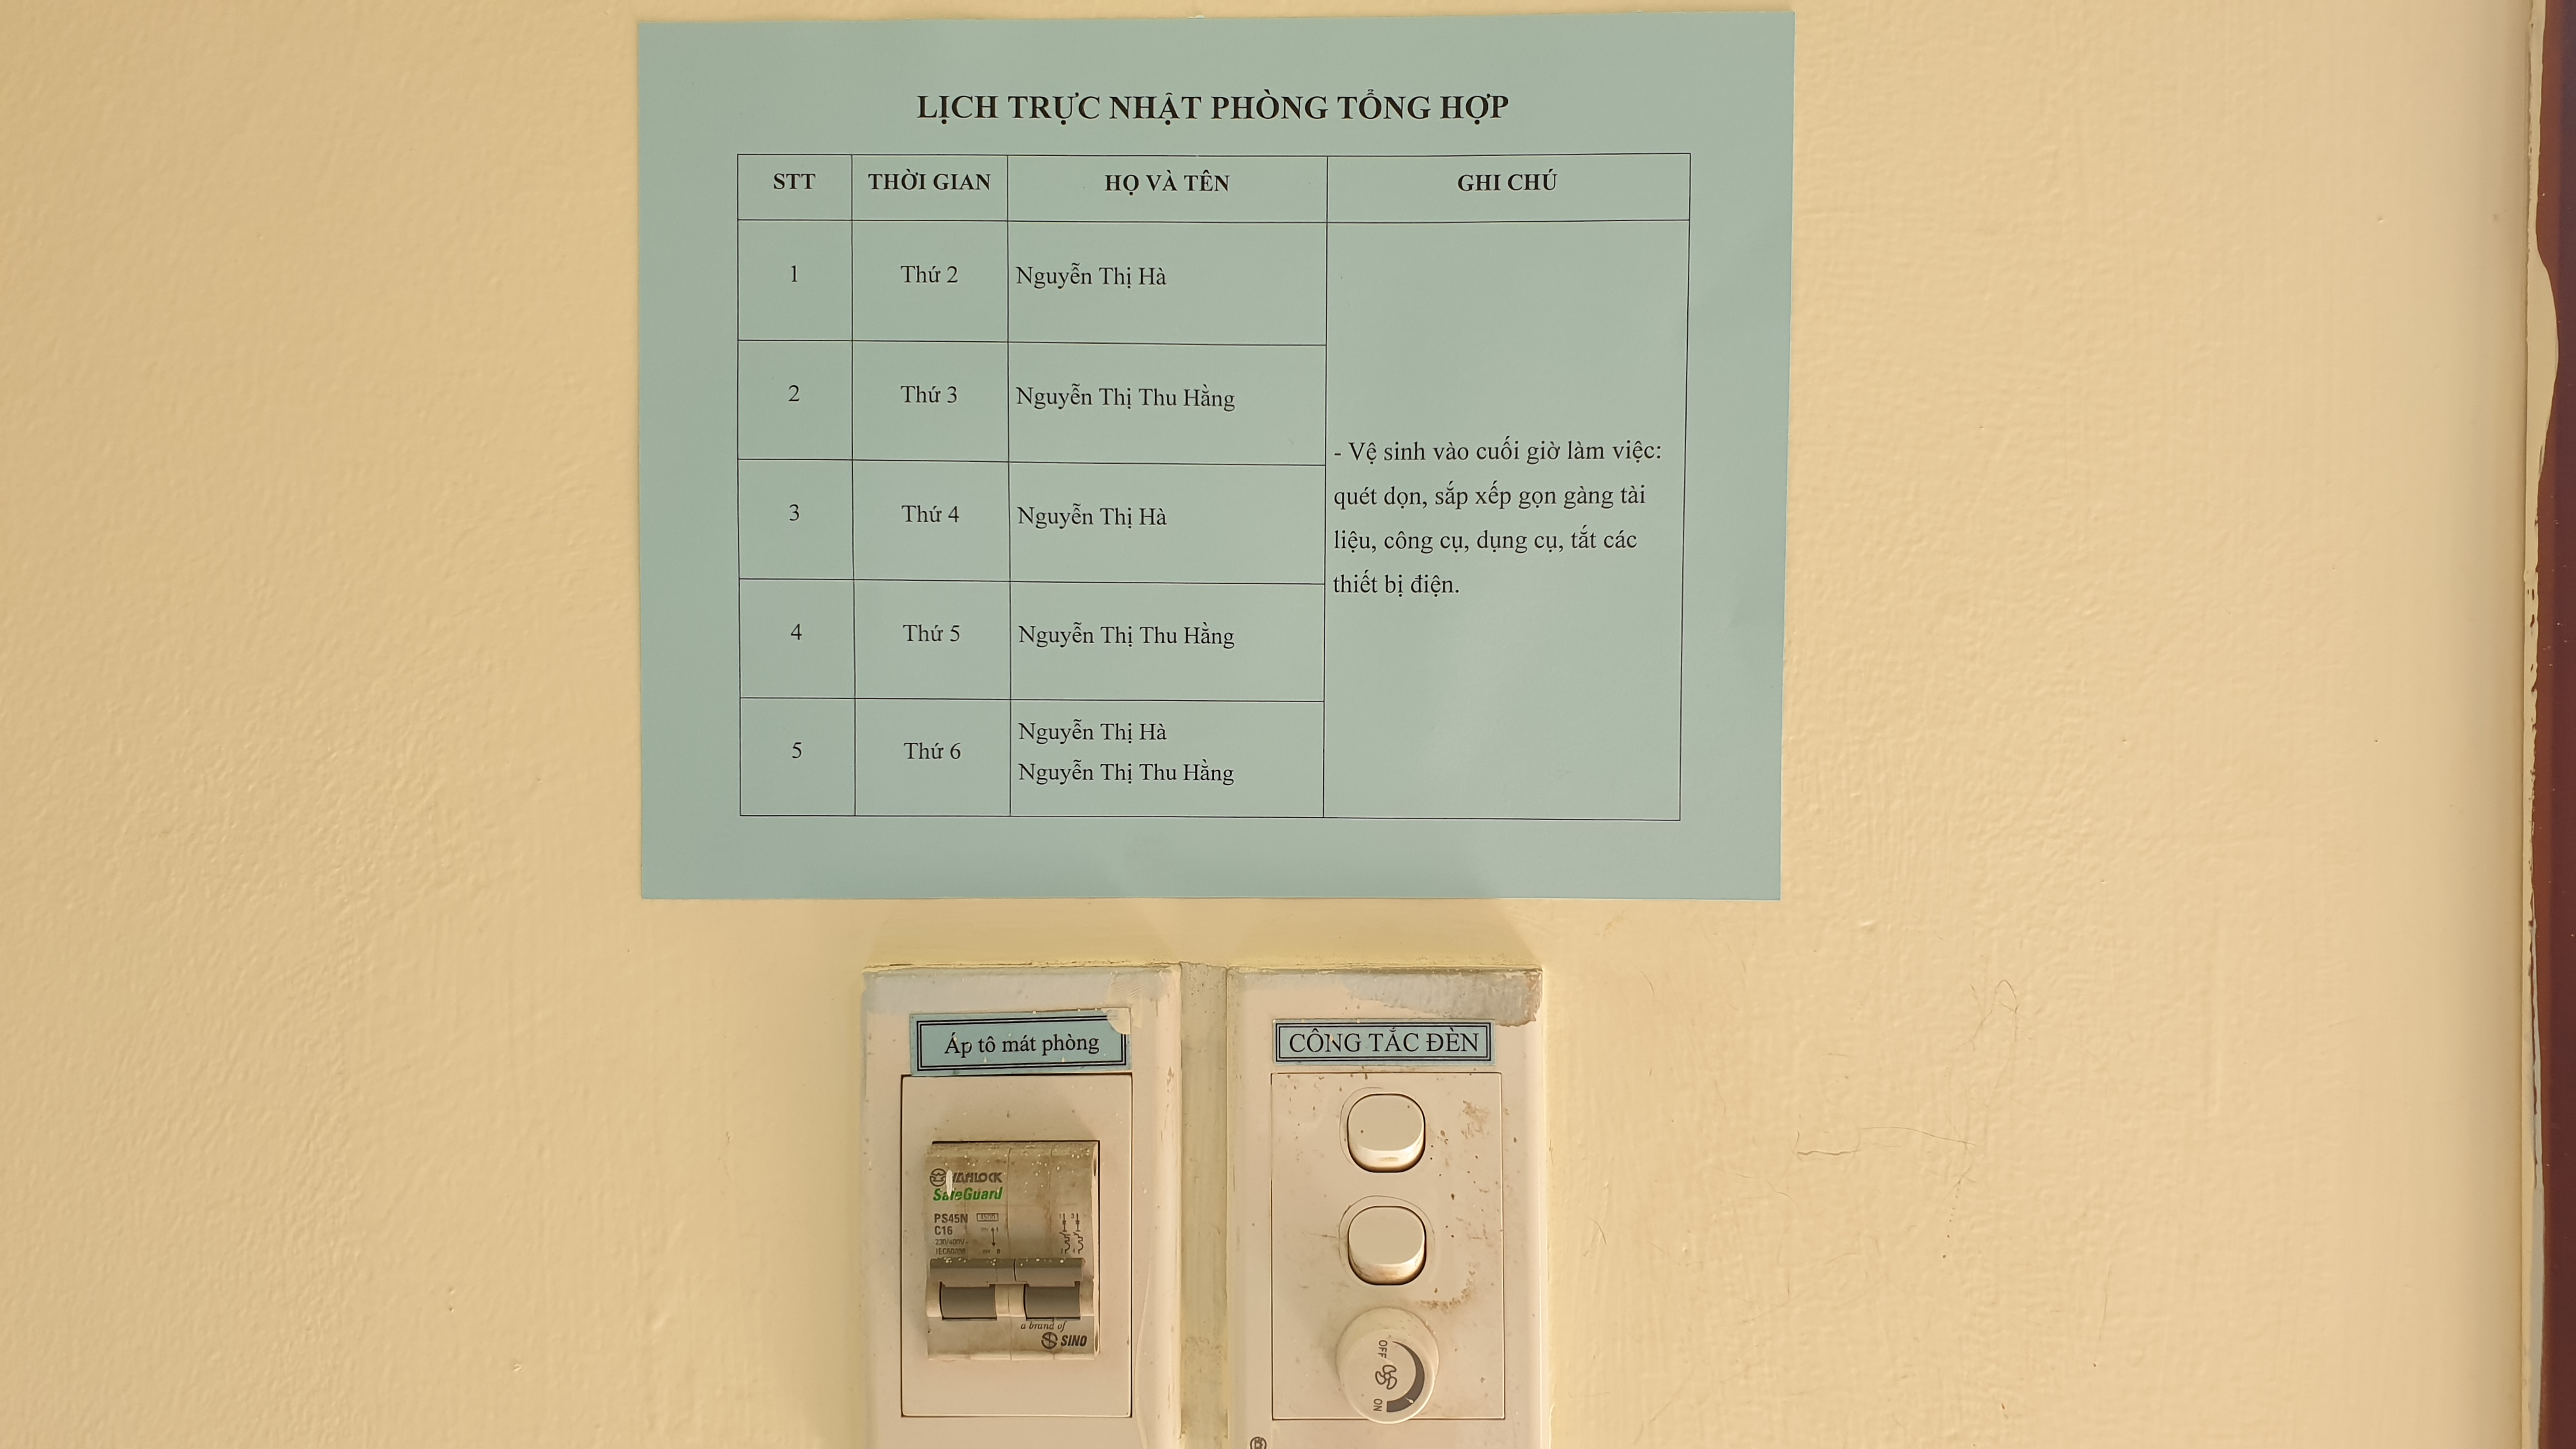 LỊCH TRỰC NHẬT PHÒNG TỔNG HỢP
STT THỜI GIAN HỌ VÀ TÊN GHI CHÚ
1 Thứ 2 Nguyễn Thị Hà
2 Thứ 3 Nguyễn Thị Thu Hằng
3 Thứ 4 Nguyễn Thị Hà
4 Thứ 5 Nguyễn Thị Thu Hằng
5 Thứ 6 Nguyễn Thị Hà
Nguyễn Thị Thu Hằng
- Vệ sinh vào cuối giờ làm việc:
quét dọn, sắp xếp gọn gàng tài
liệu, công cụ, dụng cụ, tắt các
thiết bị điện.
Áp tô mát phòng
VANLOCK
SafeGuard
PS45N
C16
230/400V~
a brand of
SINO
CÔNG TẮC ĐÈN
OFF
ON